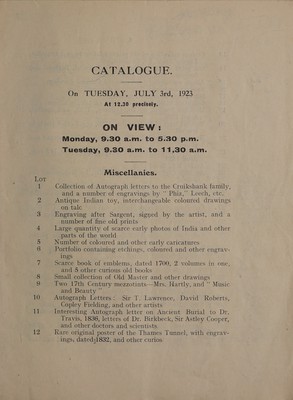 CATALOGUE.
On TUESDAY, JULY 3rd, 1923
At 12.30 precisely.
ON VIEW:
Monday, 9.30 a.m. to 5.30 p.m.
Tuesday, 9.30 a.m. to 11.30 a.m.
Miscellanies.
LOT
1 Collection of Autograph letters to the Cruikshank family,
and a number of engravings by "Phiz," Leech, etc.
2 Antique Indian toy, interchangeable coloured drawings
on talc
3 Engraving after Sargent, signed by the artist, and a
number of fine old prints
4 Large quantity of scarce early photos of India and other
parts of the world
5 Number of coloured and other early caricatures
6 Portfolio containing etchings, coloured and other engrav-
ings
7 Scarce book of emblems, dated 1700, 2 volumes in one,
and 8 other curious old books
8 Small collection of Old Master and other drawings
9 Two 17th Century mezzotints—Mrs. Hartly, and "Music
and Beauty"
10 Autograph Letters: Sir T. Lawrence, David Roberts,
Copley Fielding, and other artists
11 Interesting Autograph letter on Ancient Burial to Dr.
Travis, 1836, letters of Dr. Birkbeck, Sir Astley Cooper,
and other doctors and scientists
12 Rare original poster of the Thames Tunnel, with engrav-
ings, dated 1832, and other curios